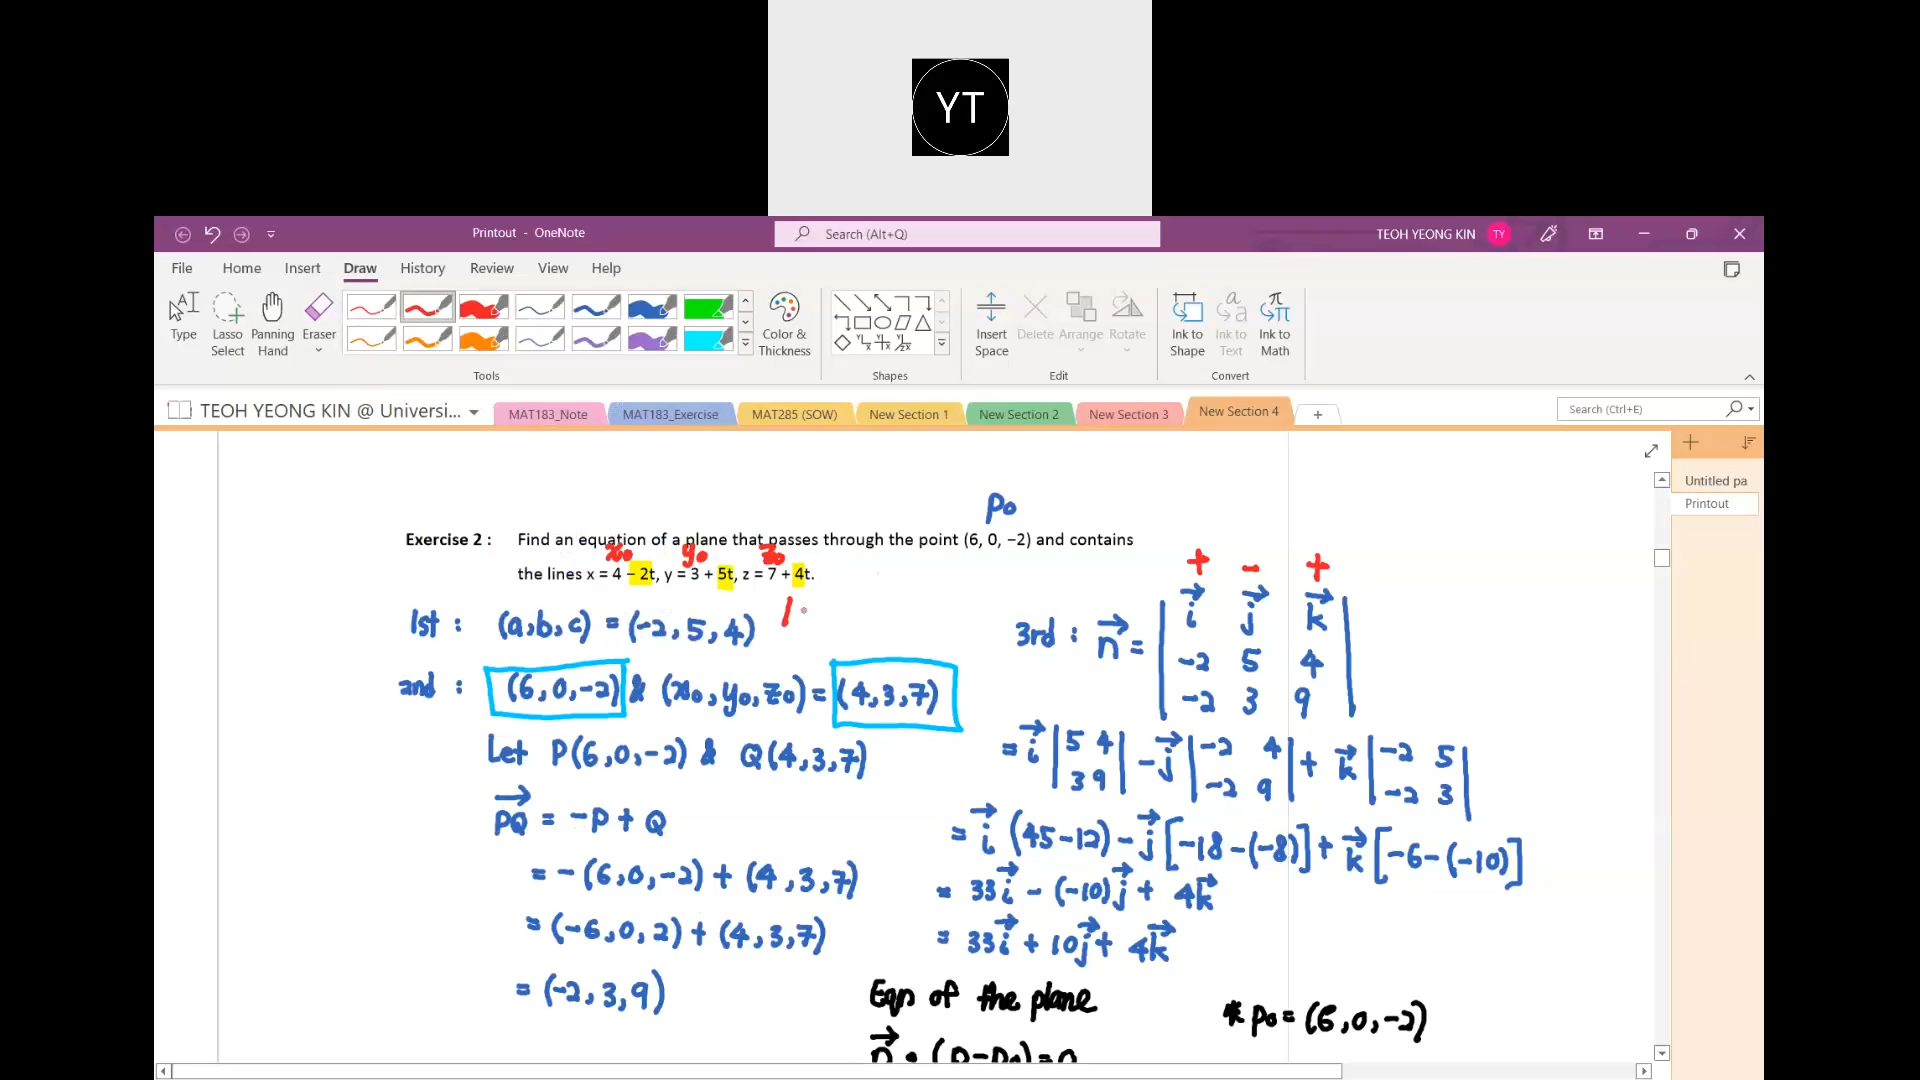 YT
Printout - OneNote
Search (Alt+Q)
TEOH YEONG KIN TY
File Home Insert Draw History Review View Help
Type Lasso Select Panning Hand Eraser
Color & Thickness
Insert Space Delete Arrange Rotate
Ink to Shape Ink to Text Ink to Math
Tools Shapes Edit Convert
TEOH YEONG KIN @ Universi... MAT183_Note MAT183_Exercise MAT285 (SOW) New Section 1 New Section 2 New Section 3 New Section 4 +
Search (Ctrl+E)
Untitled pa
Printout
P0
Exercise 2 : Find an equation of a plane that passes through the point (6, 0, −2) and contains
x0 y0 z0
the lines x = 4 − 2t, y = 3 + 5t, z = 7 + 4t.
1st : (a,b,c) = (-2,5,4)
2nd : (6,0,-2) & (x0,y0,z0) = (4,3,7)
Let P(6,0,-2) & Q(4,3,7)
PQ→ = -P + Q
= -(6,0,-2) + (4,3,7)
= (-6,0,2) + (4,3,7)
= (-2,3,9)
+ - +
3rd : n→ = | i→ j→ k→ |
| -2 5 4 |
| -2 3 9 |
= i→ |5 4| - j→ |-2 4| + k→ |-2 5|
|3 9| |-2 9| |-2 3|
= i→ (45-12) - j→ [-18-(-8)] + k→ [-6-(-10)]
= 33i→ - (-10)j→ + 4k→
= 33i→ + 10j→ + 4k→
Eqn of the plane
* P0 = (6,0,-2)
n→ • (P-P0) = 0